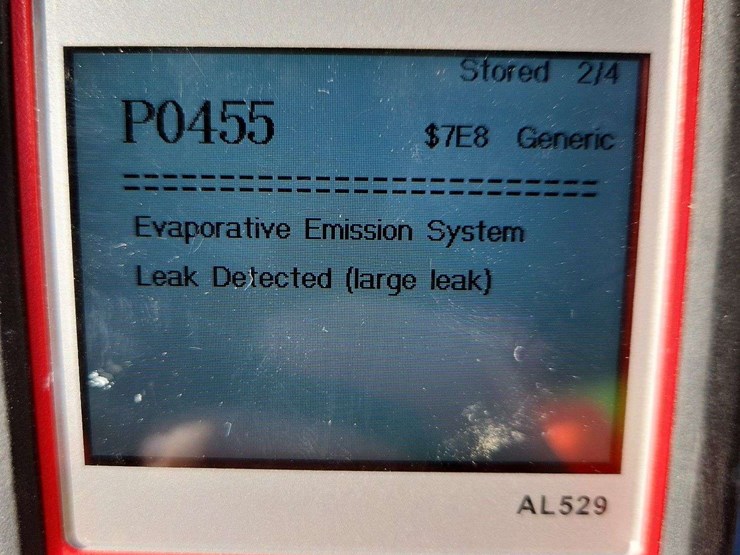 Stored 2/4
P0455
$7E8 Generic
Evaporative Emission System
Leak Detected (large leak)
AL529